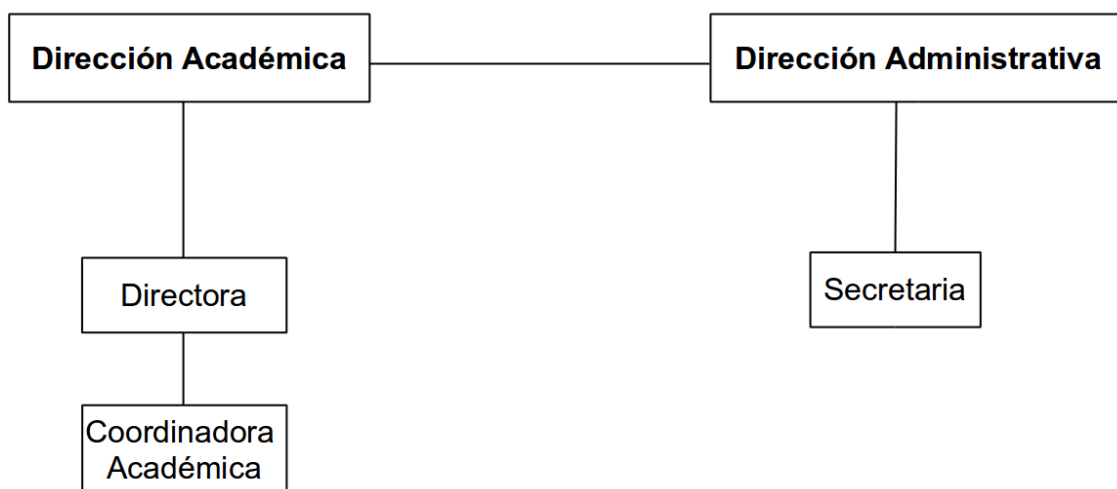 Dirección Académica
Dirección Administrativa
Directora
Secretaria
Coordinadora
Académica